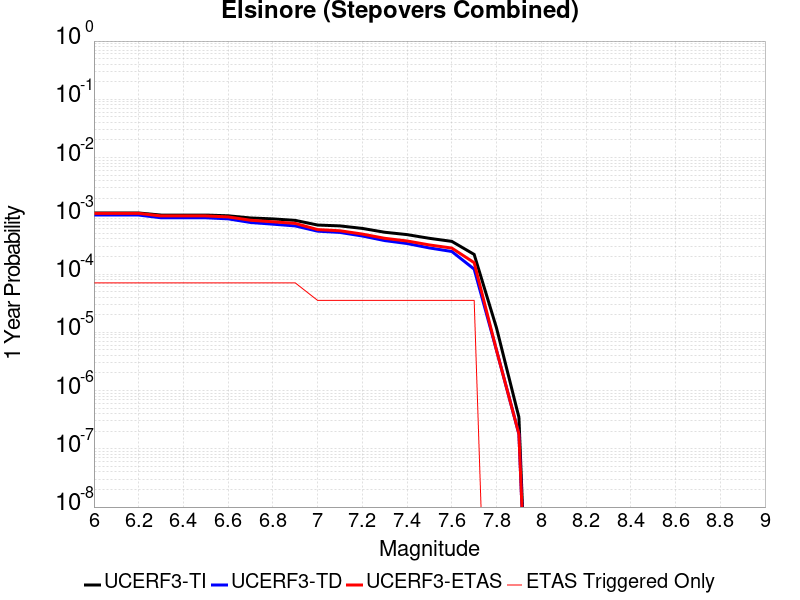 Elsinore (Stepovers Combined)
10^0
10^-1
10^-2
10^-3
10^-4
10^-5
10^-6
10^-7
10^-8
1 Year Probability
6 6.2 6.4 6.6 6.8 7 7.2 7.4 7.6 7.8 8 8.2 8.4 8.6 8.8 9
Magnitude
UCERF3-TI UCERF3-TD UCERF3-ETAS ETAS Triggered Only